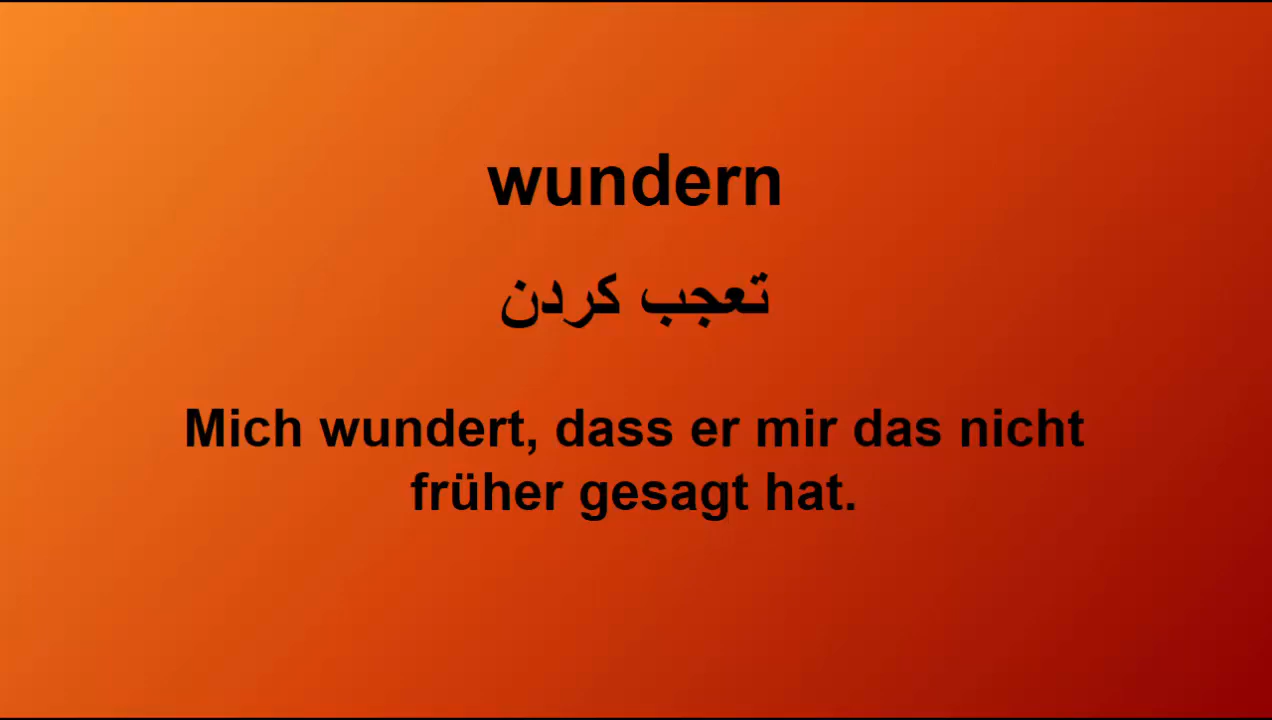 wundern
تعجب کردن
Mich wundert, dass er mir das nicht
früher gesagt hat.